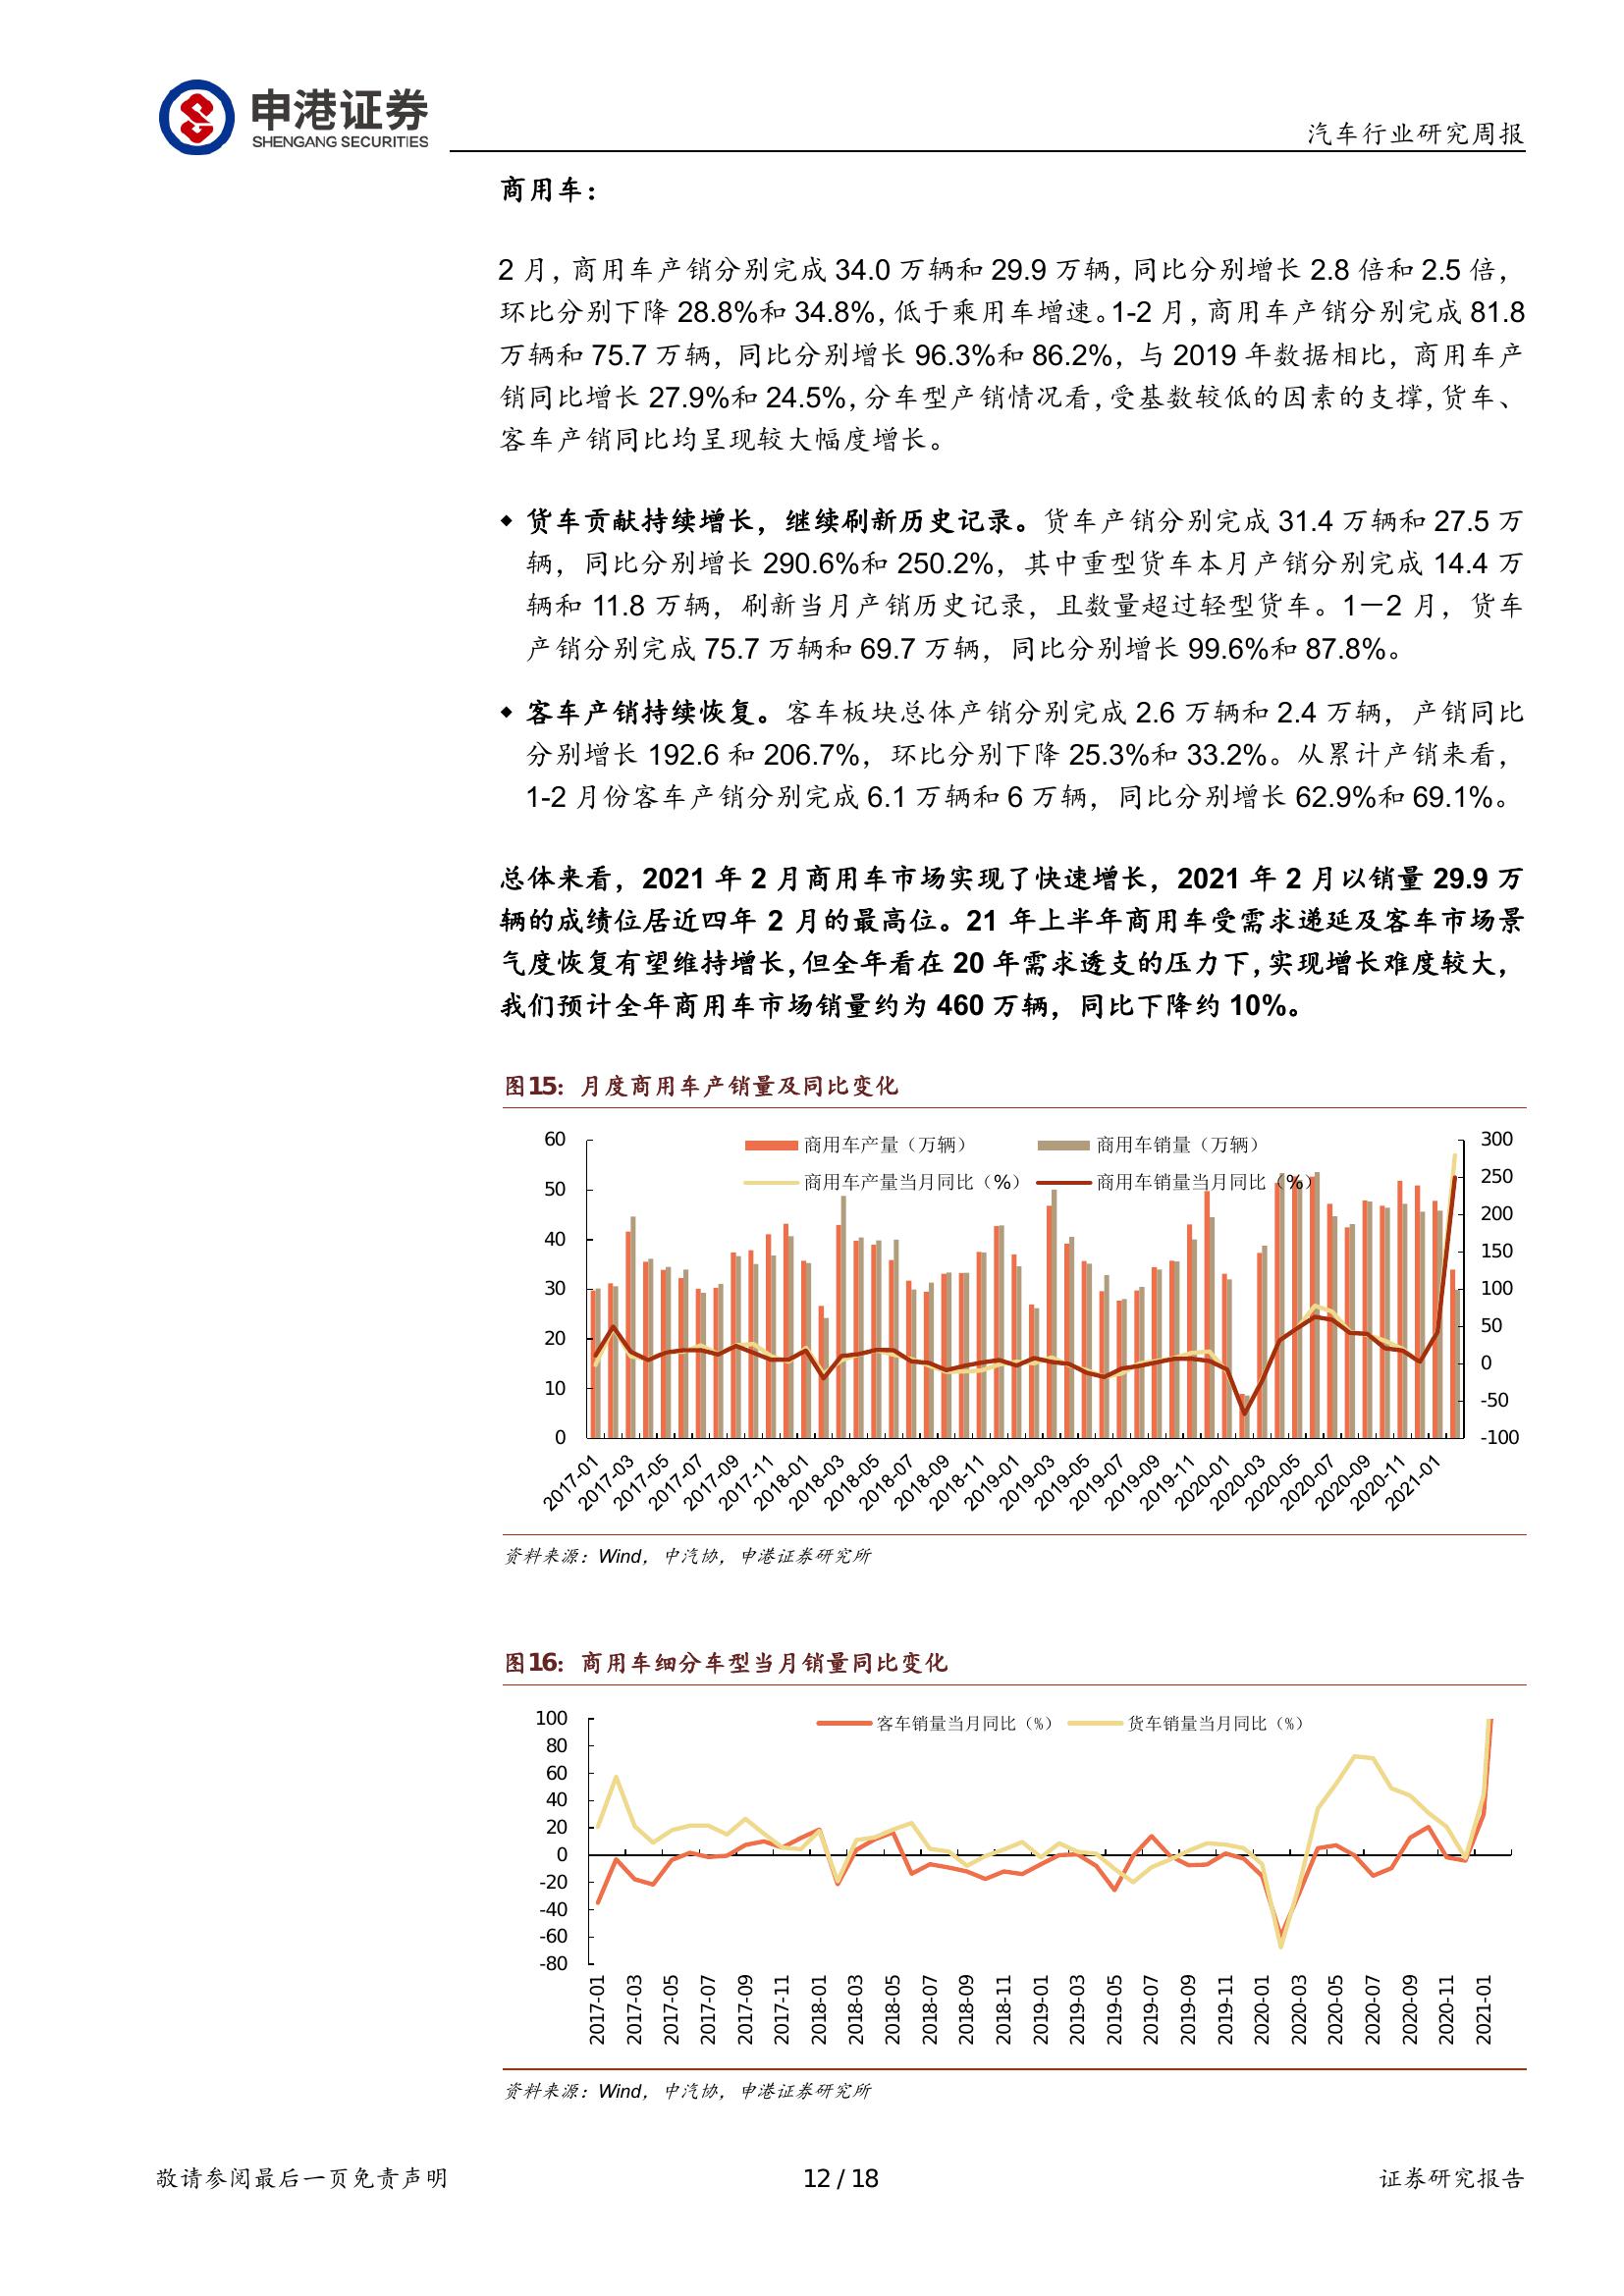 申港证券
SHENGANG SECURITIES
汽车行业研究周报
商用车：
2 月，商用车产销分别完成 34.0 万辆和 29.9 万辆，同比分别增长 2.8 倍和 2.5 倍，
环比分别下降 28.8%和 34.8%，低于乘用车增速。1-2 月，商用车产销分别完成 81.8
万辆和 75.7 万辆，同比分别增长 96.3%和 86.2%，与 2019 年数据相比，商用车产
销同比增长 27.9%和 24.5%，分车型产销情况看，受基数较低的因素的支撑，货车、
客车产销同比均呈现较大幅度增长。
◆ 货车贡献持续增长，继续刷新历史记录。货车产销分别完成 31.4 万辆和 27.5 万
辆，同比分别增长 290.6%和 250.2%，其中重型货车本月产销分别完成 14.4 万
辆和 11.8 万辆，刷新当月产销历史记录，且数量超过轻型货车。1－2 月，货车
产销分别完成 75.7 万辆和 69.7 万辆，同比分别增长 99.6%和 87.8%。
◆ 客车产销持续恢复。客车板块总体产销分别完成 2.6 万辆和 2.4 万辆，产销同比
分别增长 192.6 和 206.7%，环比分别下降 25.3%和 33.2%。从累计产销来看，
1-2 月份客车产销分别完成 6.1 万辆和 6 万辆，同比分别增长 62.9%和 69.1%。
总体来看，2021 年 2 月商用车市场实现了快速增长，2021 年 2 月以销量 29.9 万
辆的成绩位居近四年 2 月的最高位。21 年上半年商用车受需求递延及客车市场景
气度恢复有望维持增长，但全年看在 20 年需求透支的压力下，实现增长难度较大，
我们预计全年商用车市场销量约为 460 万辆，同比下降约 10%。
图15：月度商用车产销量及同比变化
商用车产量（万辆） 商用车销量（万辆）
商用车产量当月同比（%） 商用车销量当月同比（%）
60
50
40
30
20
10
0
300
250
200
150
100
50
0
-50
-100
2017-01 2017-03 2017-05 2017-07 2017-09 2017-11 2018-01 2018-03 2018-05 2018-07 2018-09 2018-11 2019-01 2019-03 2019-05 2019-07 2019-09 2019-11 2020-01 2020-03 2020-05 2020-07 2020-09 2020-11 2021-01
资料来源：Wind，中汽协，申港证券研究所
图16：商用车细分车型当月销量同比变化
客车销量当月同比（%） 货车销量当月同比（%）
100
80
60
40
20
0
-20
-40
-60
-80
2017-01 2017-03 2017-05 2017-07 2017-09 2017-11 2018-01 2018-03 2018-05 2018-07 2018-09 2018-11 2019-01 2019-03 2019-05 2019-07 2019-09 2019-11 2020-01 2020-03 2020-05 2020-07 2020-09 2020-11 2021-01
资料来源：Wind，中汽协，申港证券研究所
敬请参阅最后一页免责声明 12 / 18 证券研究报告